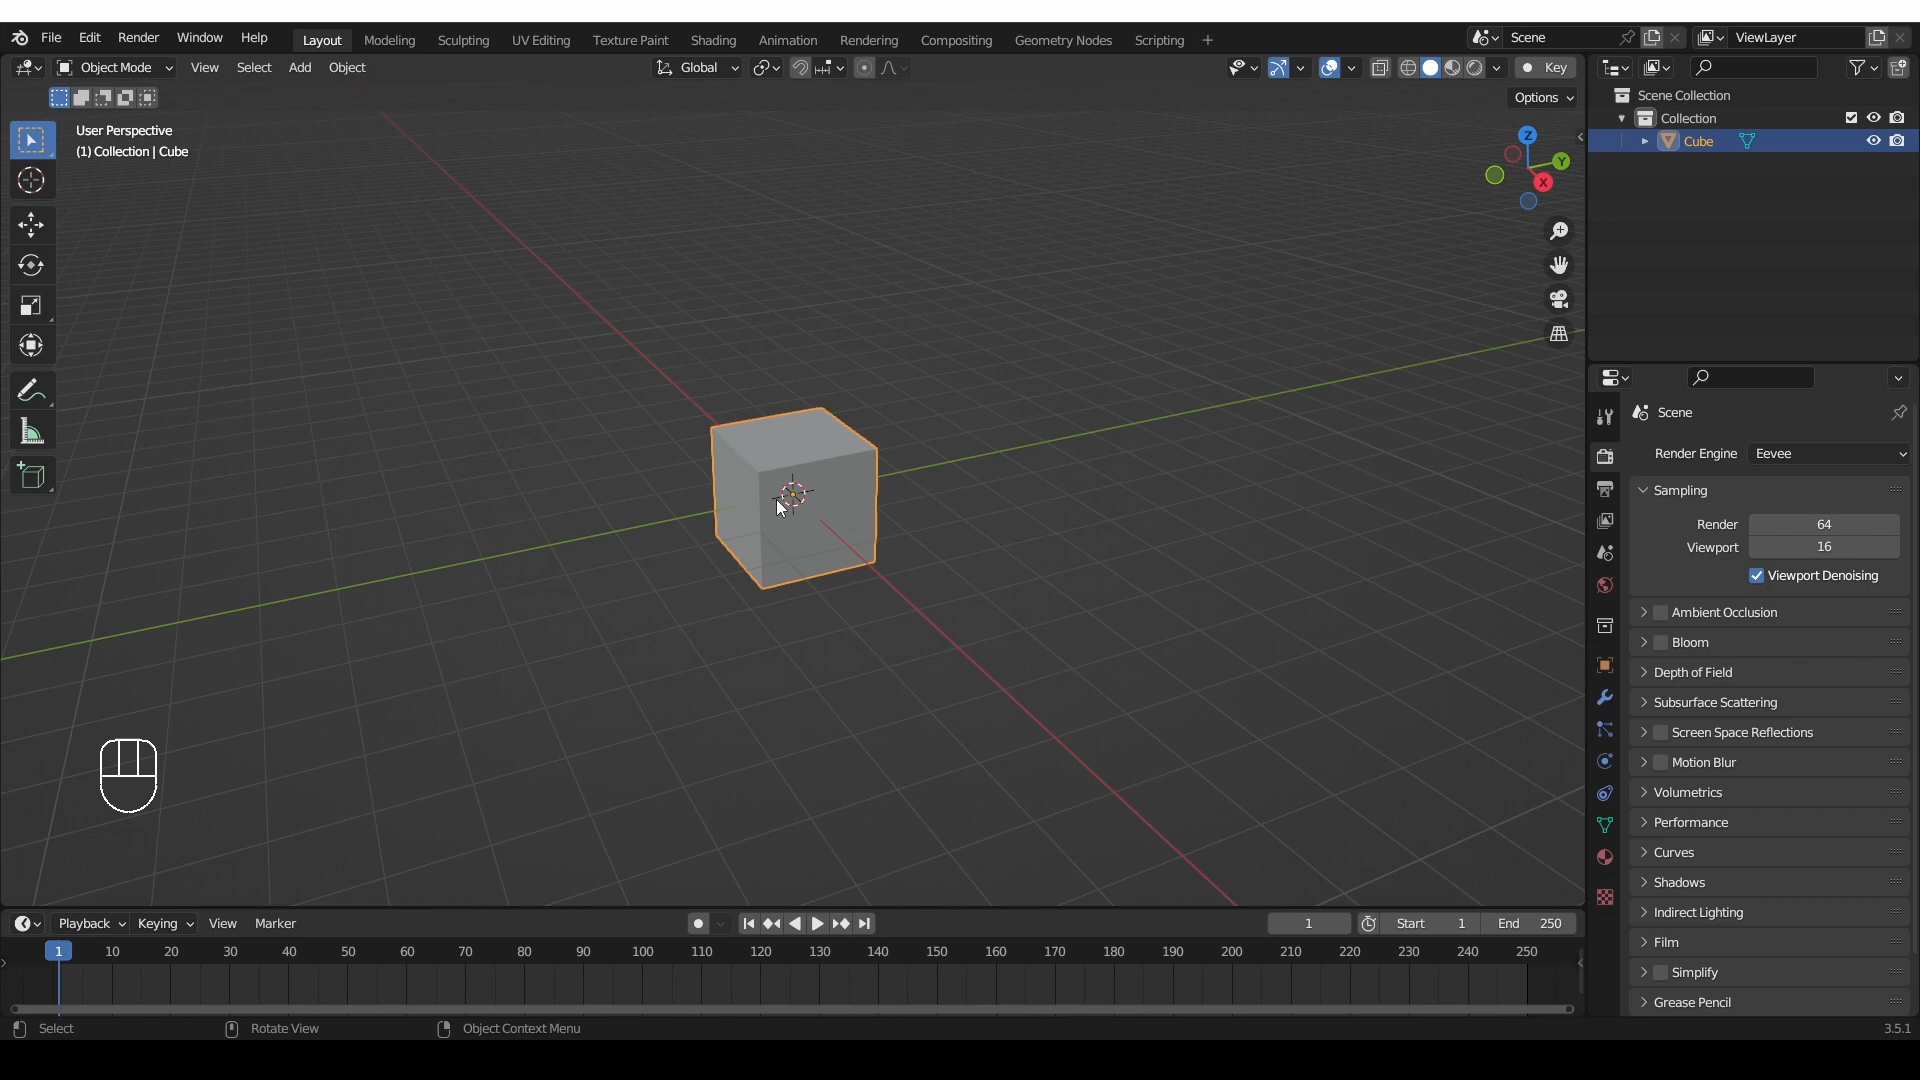 File Edit Render Window Help Layout Modeling Sculpting UV Editing Texture Paint Shading Animation Rendering Compositing Geometry Nodes Scripting + Scene ViewLayer
Object Mode View Select Add Object Global Key
Options
User Perspective
(1) Collection | Cube
Z
Y
X
Scene Collection
Collection
Cube
Scene
Render Engine Eevee
Sampling
Render 64
Viewport 16
Viewport Denoising
Ambient Occlusion
Bloom
Depth of Field
Subsurface Scattering
Screen Space Reflections
Motion Blur
Volumetrics
Performance
Curves
Shadows
Indirect Lighting
Film
Simplify
Grease Pencil
Playback Keying View Marker 1 Start 1 End 250
1 10 20 30 40 50 60 70 80 90 100 110 120 130 140 150 160 170 180 190 200 210 220 230 240 250
Select Rotate View Object Context Menu 3.5.1